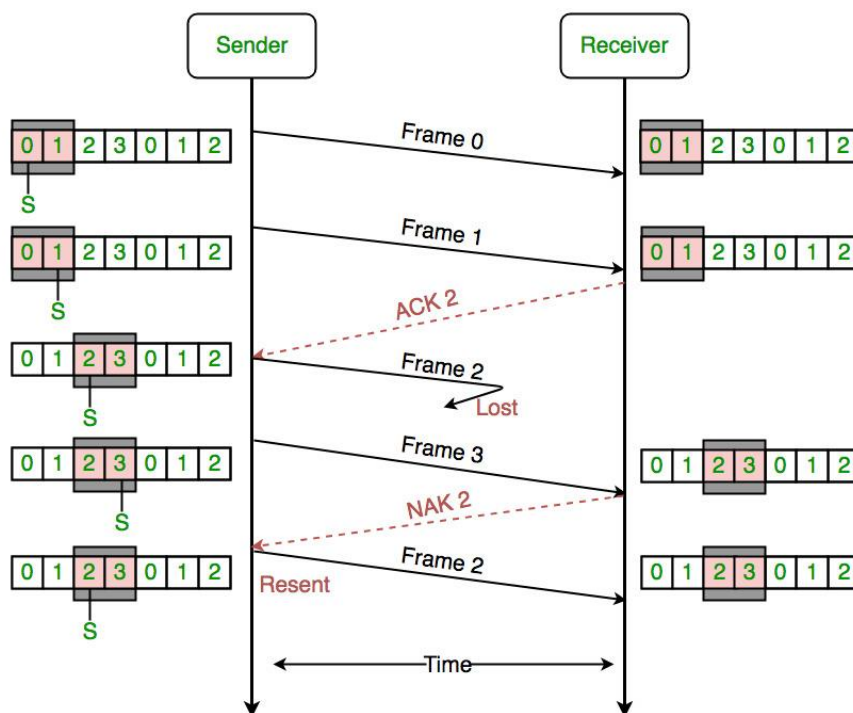 Sender Receiver
0 1 2 3 0 1 2 Frame 0 0 1 2 3 0 1 2
S
0 1 2 3 0 1 2 Frame 1 0 1 2 3 0 1 2
S
ACK 2
0 1 2 3 0 1 2 Frame 2
S
Lost
0 1 2 3 0 1 2 Frame 3 0 1 2 3 0 1 2
S
NAK 2
0 1 2 3 0 1 2 Frame 2 0 1 2 3 0 1 2
Resent
S
Time